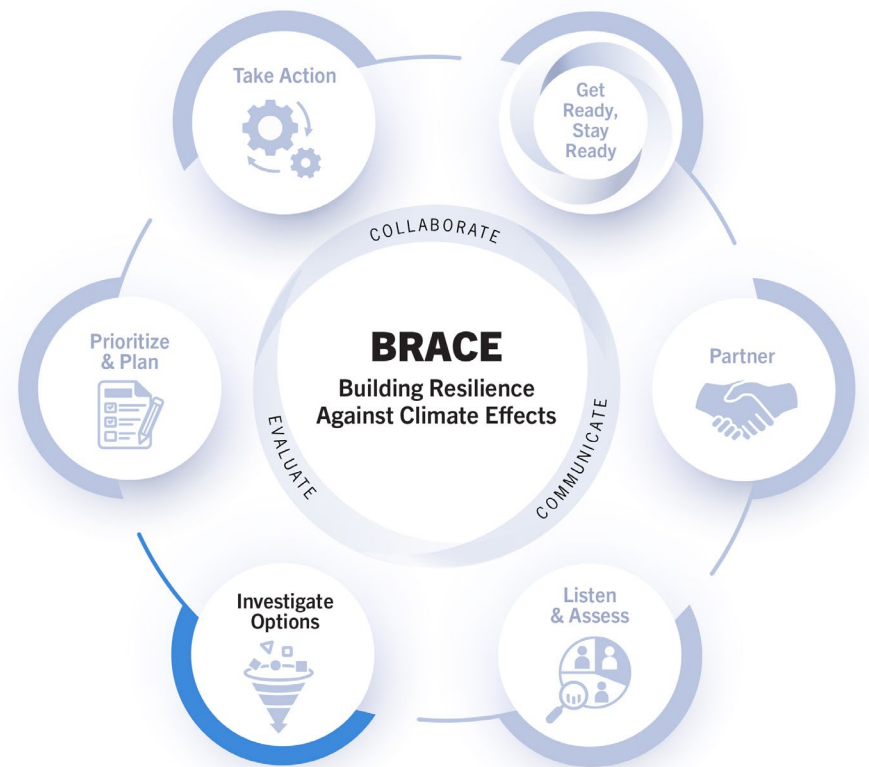 Take Action
Get
Ready,
Stay
Ready
COLLABORATE
Prioritize
& Plan
BRACE
Building Resilience
Against Climate Effects
Partner
EVALUATE
COMMUNICATE
Investigate
Options
Listen
& Assess